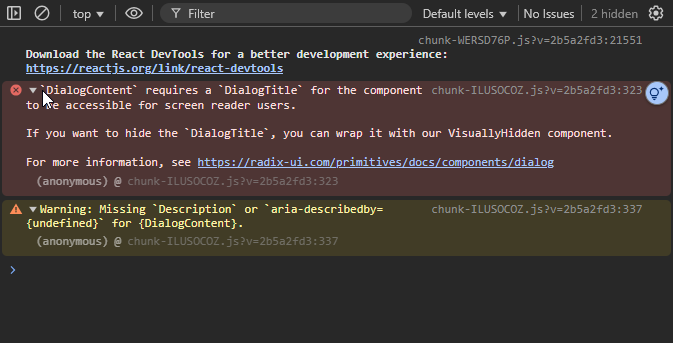 top Filter Default levels No Issues 2 hidden
chunk-WERSD76P.js?v=2b5a2fd3:21551
Download the React DevTools for a better development experience:
https://reactjs.org/link/react-devtools
`DialogContent` requires a `DialogTitle` for the component chunk-ILUSOCOZ.js?v=2b5a2fd3:323
to be accessible for screen reader users.
If you want to hide the `DialogTitle`, you can wrap it with our VisuallyHidden component.
For more information, see https://radix-ui.com/primitives/docs/components/dialog
(anonymous) @ chunk-ILUSOCOZ.js?v=2b5a2fd3:323
Warning: Missing `Description` or `aria-describedby= chunk-ILUSOCOZ.js?v=2b5a2fd3:337
{undefined}` for {DialogContent}.
(anonymous) @ chunk-ILUSOCOZ.js?v=2b5a2fd3:337